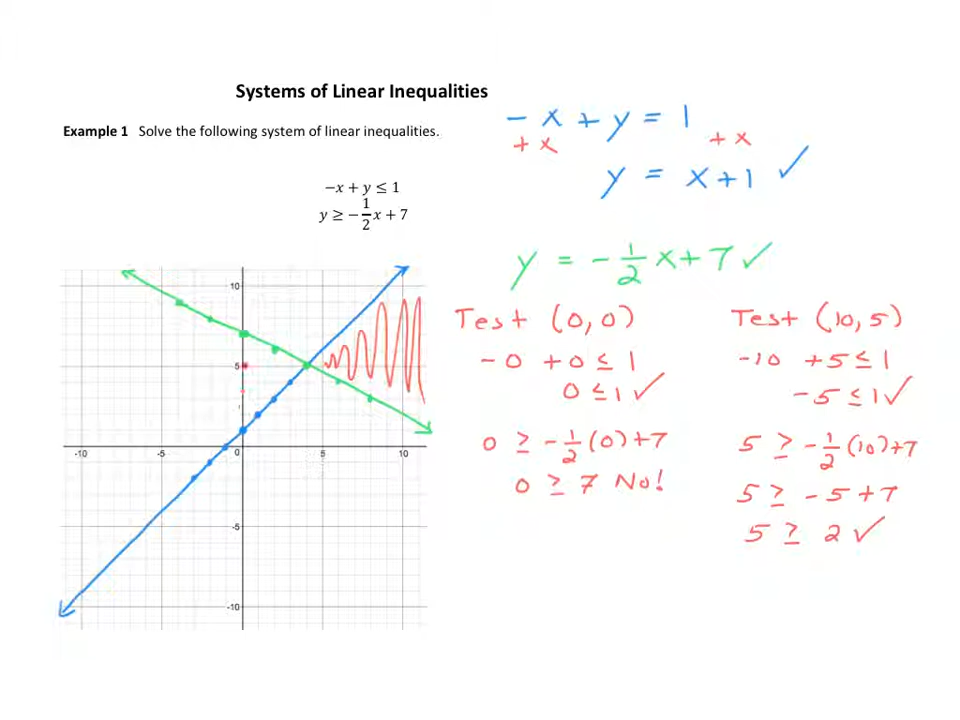 Systems of Linear Inequalities
Example 1 Solve the following system of linear inequalities.
−x + y ≤ 1
y ≥ −1/2x + 7
10
5
-10
-5
0
5
10
-5
-10
- x + y = 1
+ x + x
y = x + 1 ✓
y = - 1/2 x + 7 ✓
Test (0,0)
- 0 + 0 ≤ 1
0 ≤ 1 ✓
0 ≥ - 1/2 (0) + 7
0 ≥ 7 No!
Test (10,5)
-10 + 5 ≤ 1
- 5 ≤ 1 ✓
5 ≥ - 1/2 (10) + 7
5 ≥ - 5 + 7
5 ≥ 2 ✓